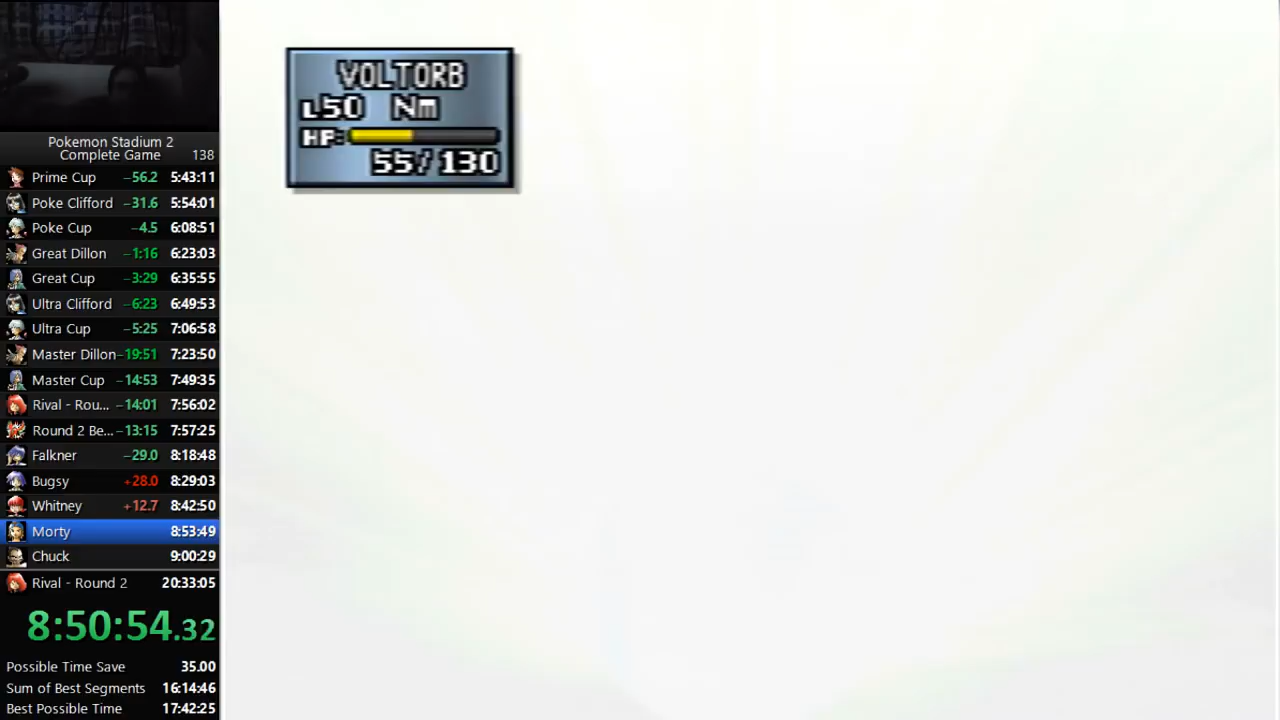 Pokemon Stadium 2
Complete Game 138
Prime Cup -56.2 5:43:11
Poke Clifford -31.6 5:54:01
Poke Cup -4.5 6:08:51
Great Dillon -1:16 6:23:03
Great Cup -3:29 6:35:55
Ultra Clifford -6:23 6:49:53
Ultra Cup -5:25 7:06:58
Master Dillon -19:51 7:23:50
Master Cup -14:53 7:49:35
Rival - Rou... -14:01 7:56:02
Round 2 Be... -13:15 7:57:25
Falkner -29.0 8:18:48
Bugsy +28.0 8:29:03
Whitney +12.7 8:42:50
Morty 8:53:49
Chuck 9:00:29
Rival - Round 2 20:33:05
8:50:54.32
Possible Time Save 35.00
Sum of Best Segments 16:14:46
Best Possible Time 17:42:25
VOLTORB
L50 Nm
HP:
55/130